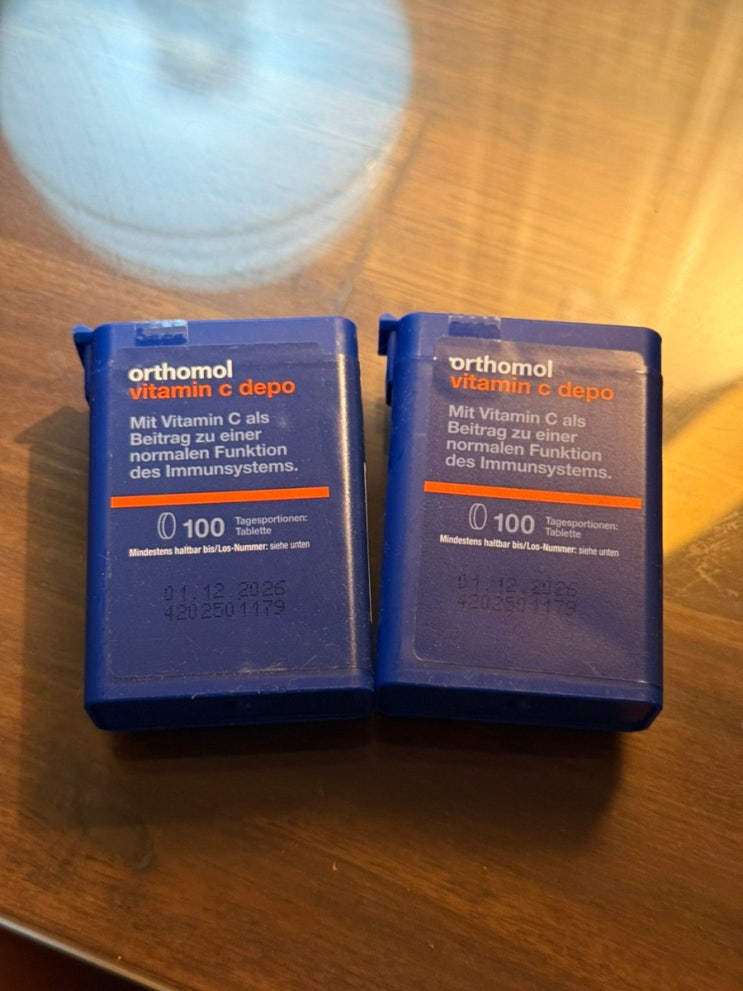 orthomol
vitamin c depo
Mit Vitamin C als
Beitrag zu einer
normalen Funktion
des Immunsystems.
100 Tagesportionen:
Tablette
Mindestens haltbar bis/Los-Nummer: siehe unten
01.12.2026
4202501179
orthomol
vitamin c depo
Mit Vitamin C als
Beitrag zu einer
normalen Funktion
des Immunsystems.
100 Tagesportionen:
Tablette
Mindestens haltbar bis/Los-Nummer: siehe unten
01.12.2026
4202501179